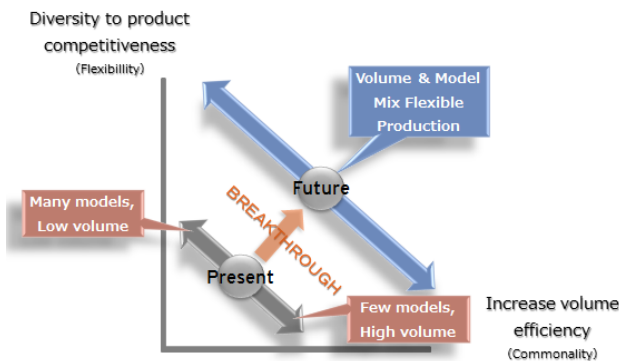 Diversity to product
competitiveness
(Flexibillity)
Volume & Model
Mix Flexible
Production
Future
Many models,
Low volume
BREAKTHROUGH
Present
Few models,
High volume
Increase volume
efficiency
(Commonality)